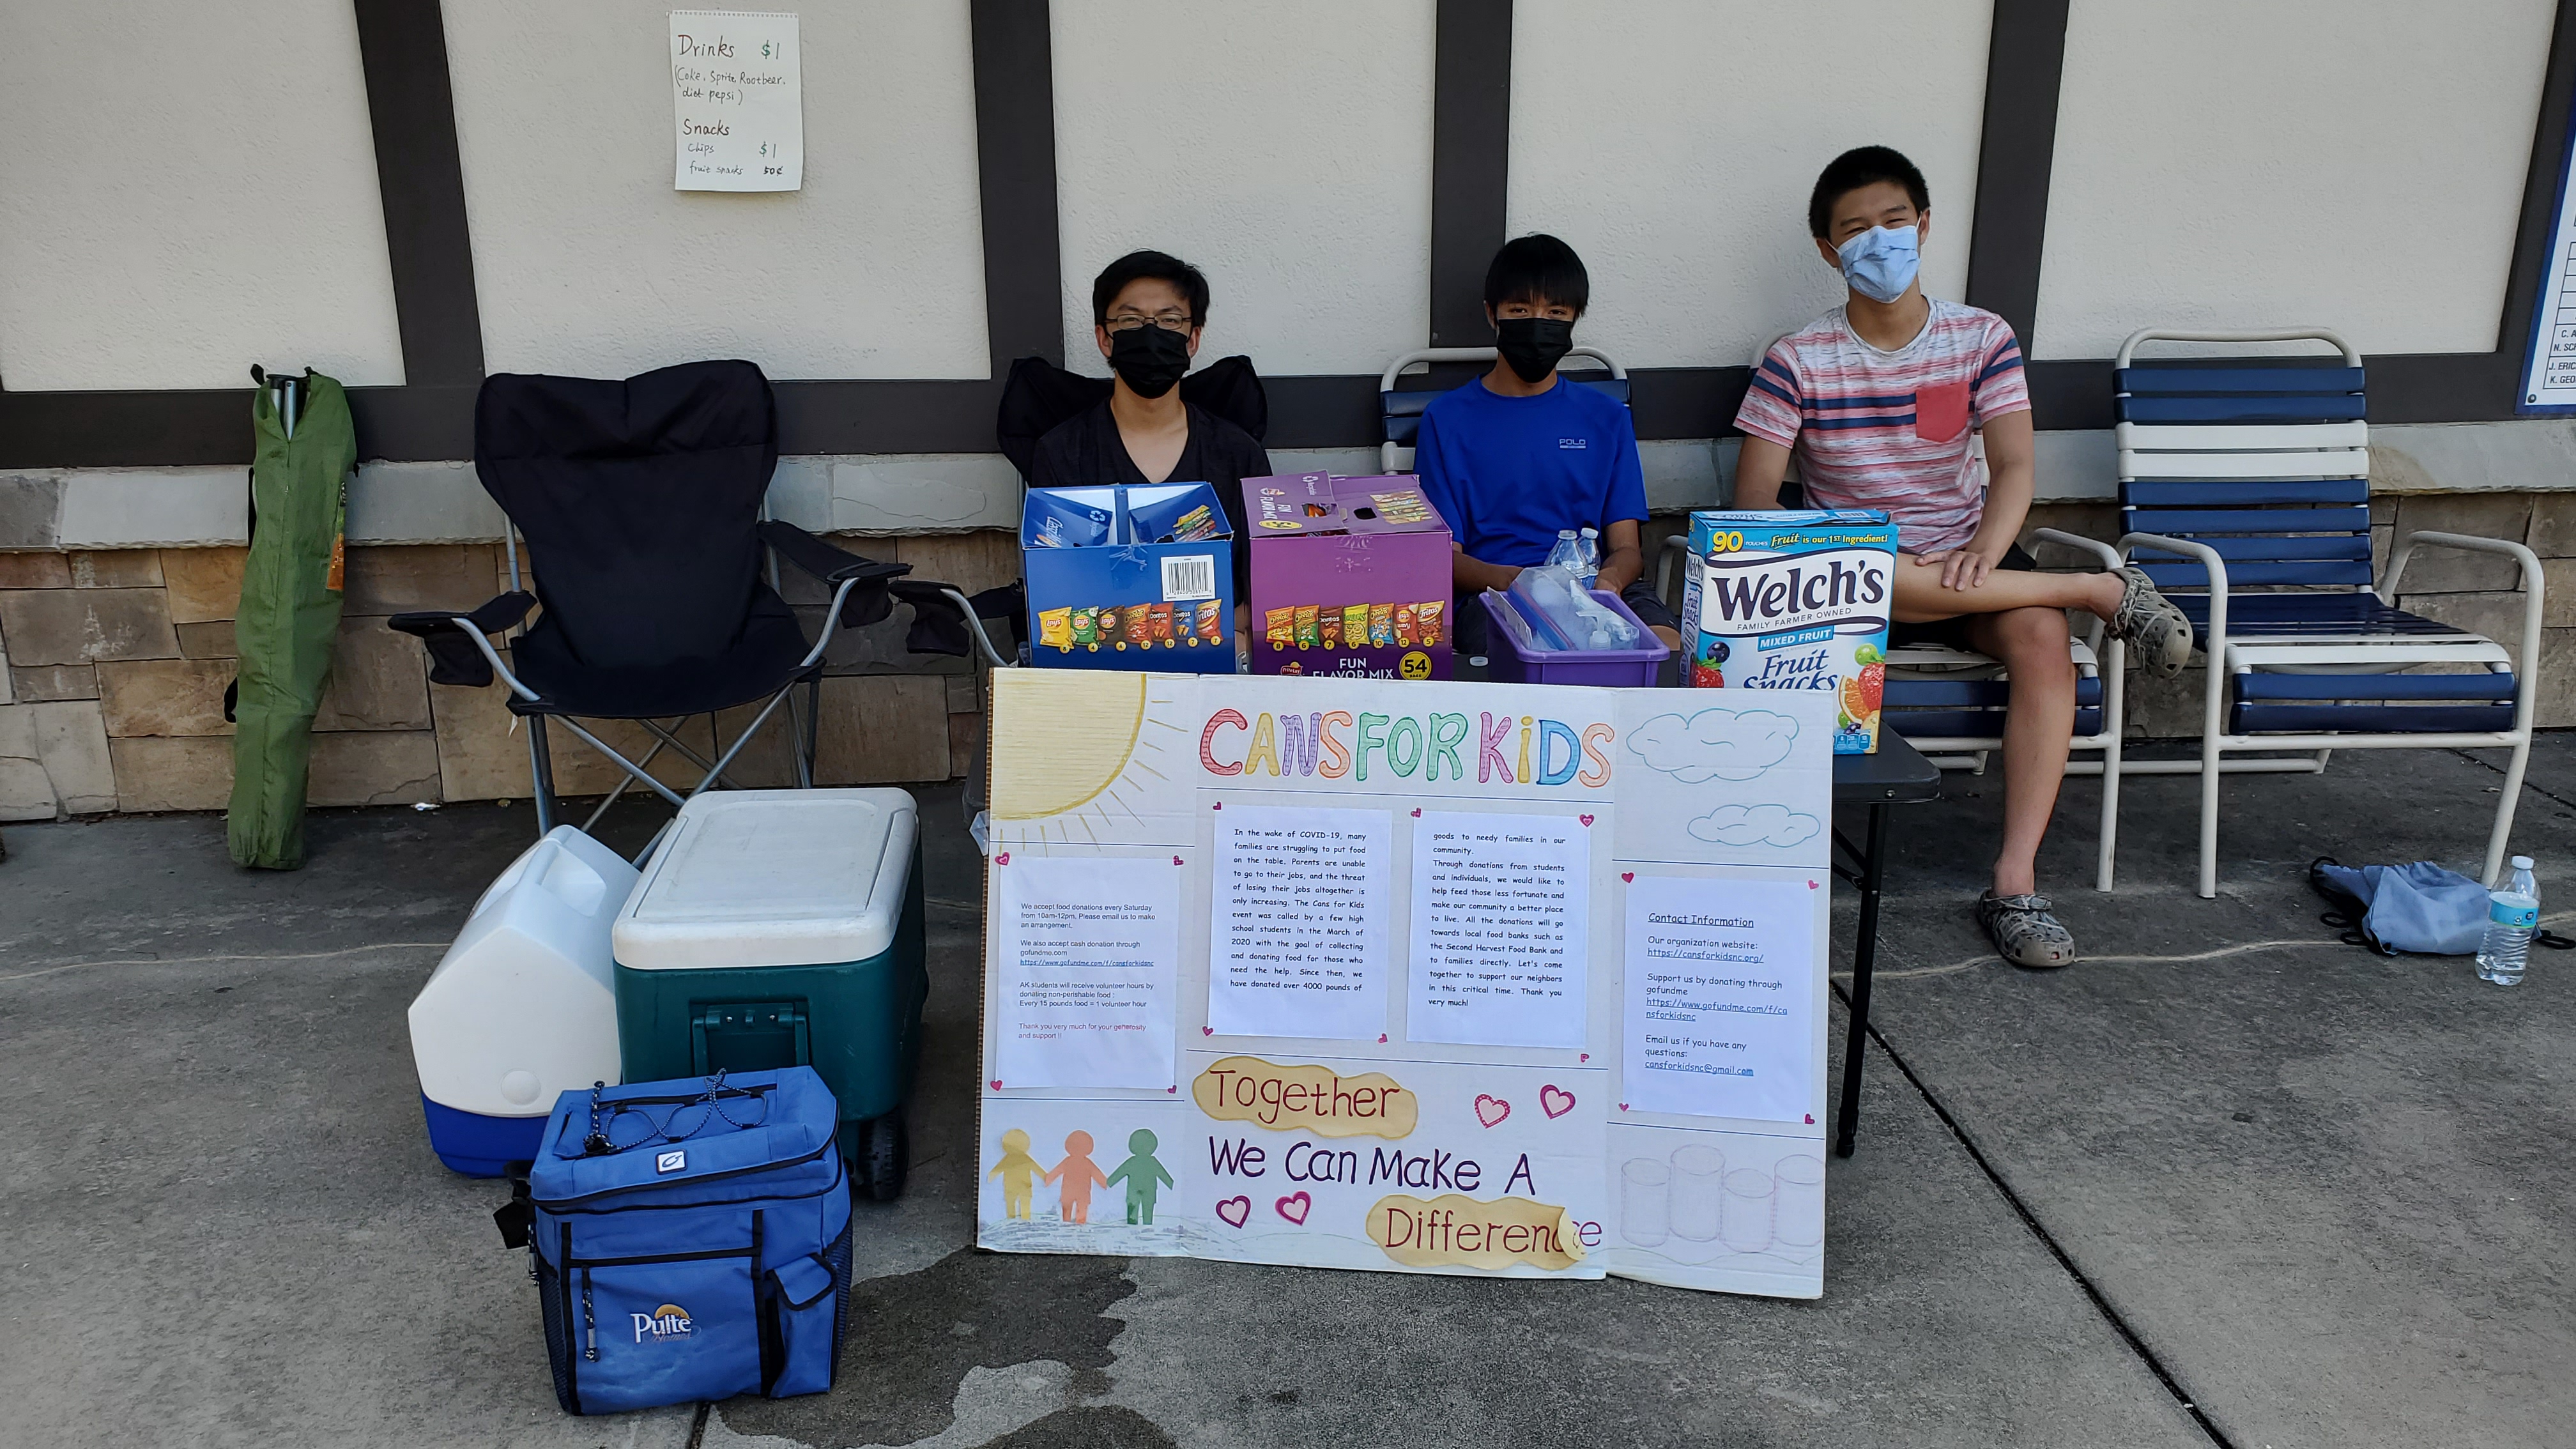 Drinks $1
(Coke, Sprite, Rootbeer,
diet pepsi)
Snacks
chips $1
fruit snacks 50¢
POLO
C. A
N. SC
J. ERIC
K. GEO
Lay's
Doritos
Fritos
FUN
FLAVOR MIX
54
90 POUCHES Fruit is our 1ST Ingredient!
Welch's
FAMILY FARMER OWNED
MIXED FRUIT
Fruit
Snacks
CANS FOR KiDS
We accept food donations every Saturday
from 10am-12pm. Please email us to make
an arrangement.
We also accept cash donation through
gofundme.com
https://www.gofundme.com/f/cansforkidsnc
AK students will receive volunteer hours by
donating non-perishable food :
Every 15 pounds food = 1 volunteer hour
Thank you very much for your generosity
and support !!
In the wake of COVID-19, many
families are struggling to put food
on the table. Parents are unable
to go to their jobs, and the threat
of losing their jobs altogether is
only increasing. The Cans for Kids
event was called by a few high
school students in the March of
2020 with the goal of collecting
and donating food for those who
need the help. Since then, we
have donated over 4000 pounds of
goods to needy families in our
community.
Through donations from students
and individuals, we would like to
help feed those less fortunate and
make our community a better place
to live. All the donations will go
towards local food banks such as
the Second Harvest Food Bank and
to families directly. Let's come
together to support our neighbors
in this critical time. Thank you
very much!
Contact Information
Our organization website:
https://cansforkidsnc.org/
Support us by donating through
gofundme
https://www.gofundme.com/f/ca
nsforkidsnc
Email us if you have any
questions:
cansforkidsnc@gmail.com
Together
We Can Make A
Difference
Pulte
Homes